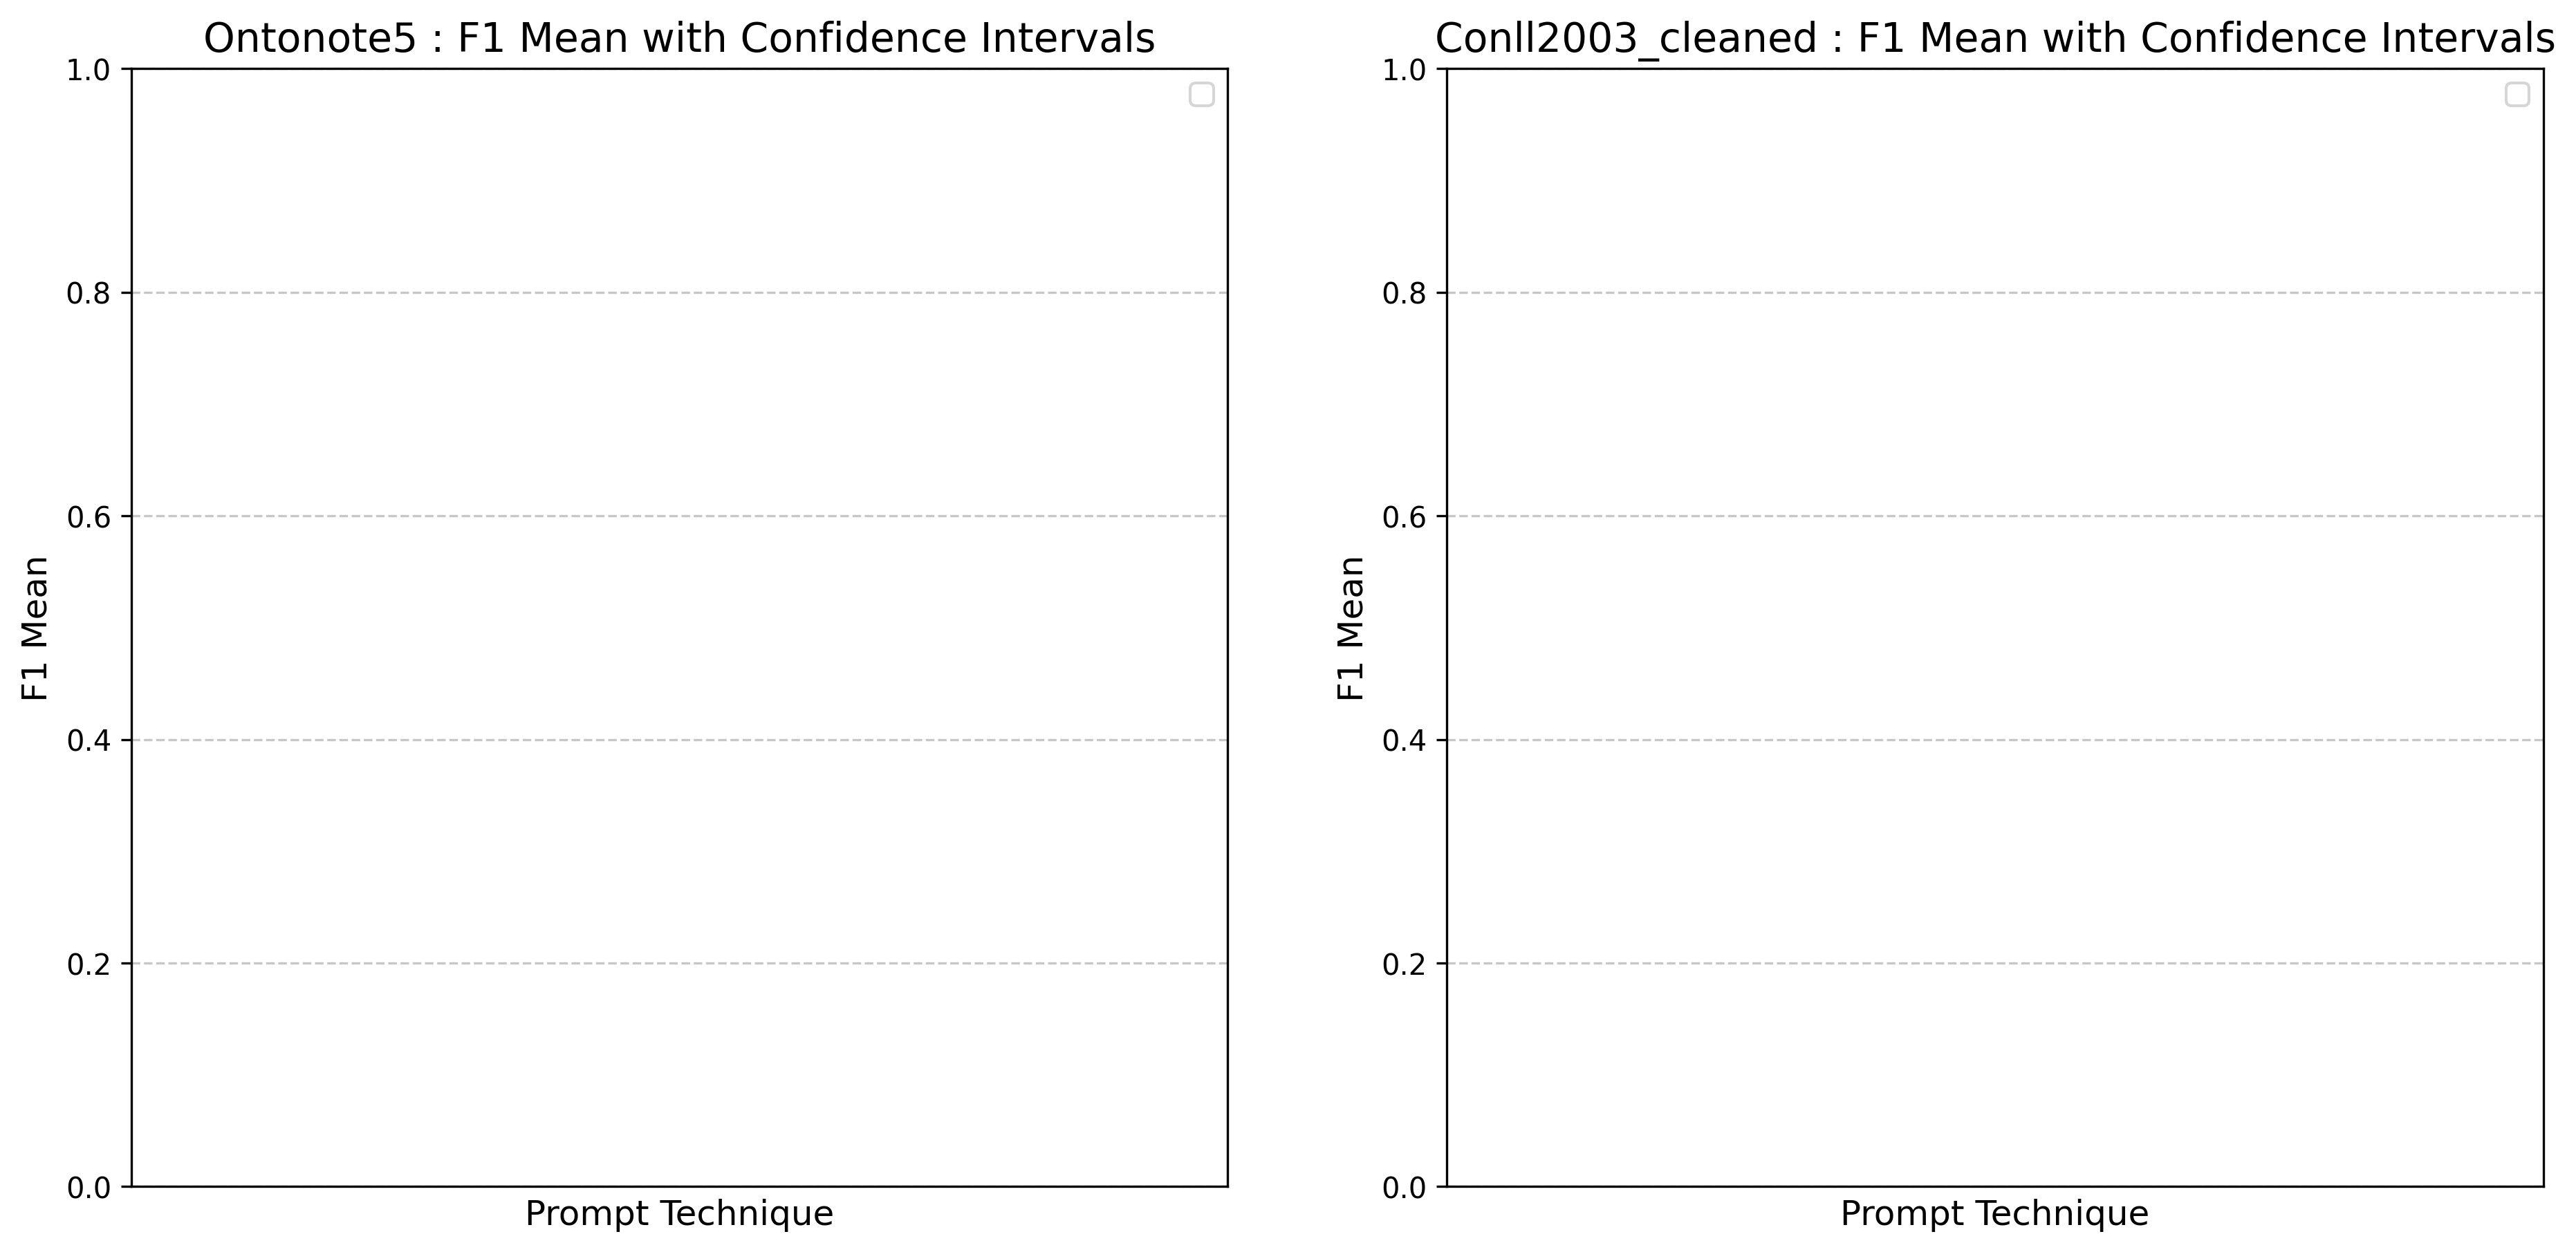 Ontonote5 : F1 Mean with Confidence Intervals
1.0
0.8
0.6
0.4
0.2
0.0
F1 Mean
Prompt Technique
Conll2003_cleaned : F1 Mean with Confidence Intervals
1.0
0.8
0.6
0.4
0.2
0.0
F1 Mean
Prompt Technique